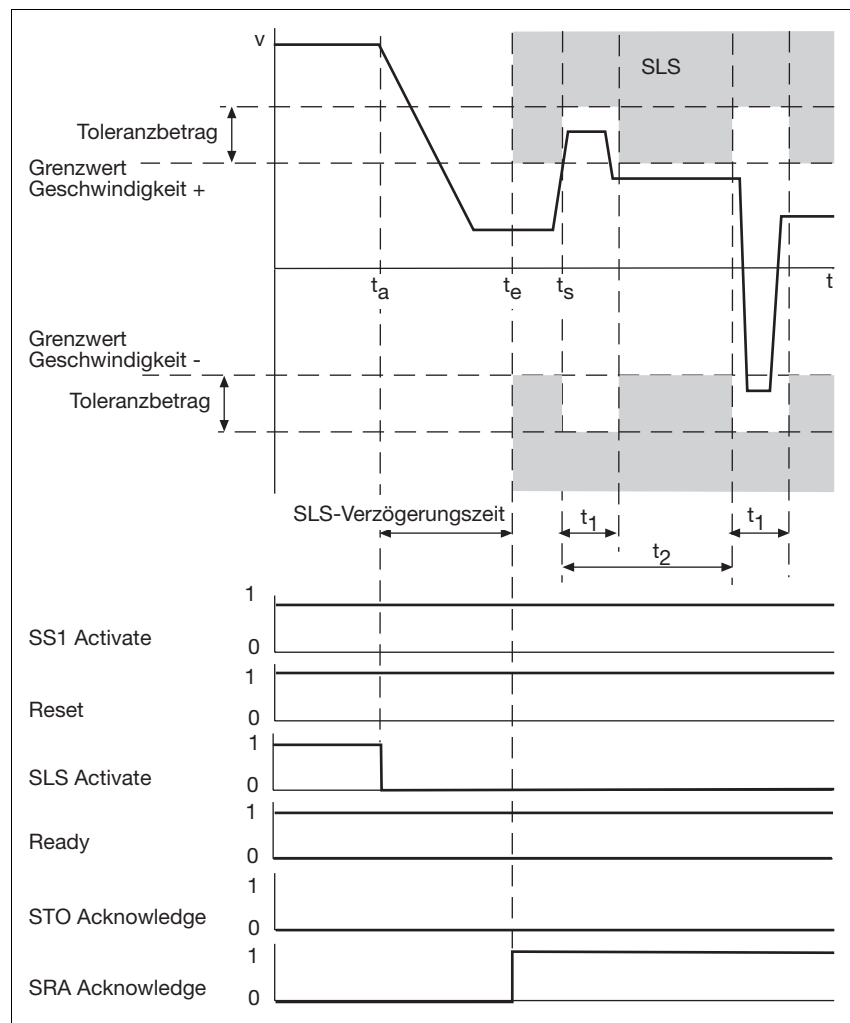 v
SLS
Toleranzbetrag
Grenzwert
Geschwindigkeit +
ta
te
ts
t
Grenzwert
Geschwindigkeit -
Toleranzbetrag
SLS-Verzögerungszeit
t1
t1
t2
1
SS1 Activate
0
1
Reset
0
1
SLS Activate
0
1
Ready
0
1
STO Acknowledge
0
1
SRA Acknowledge
0